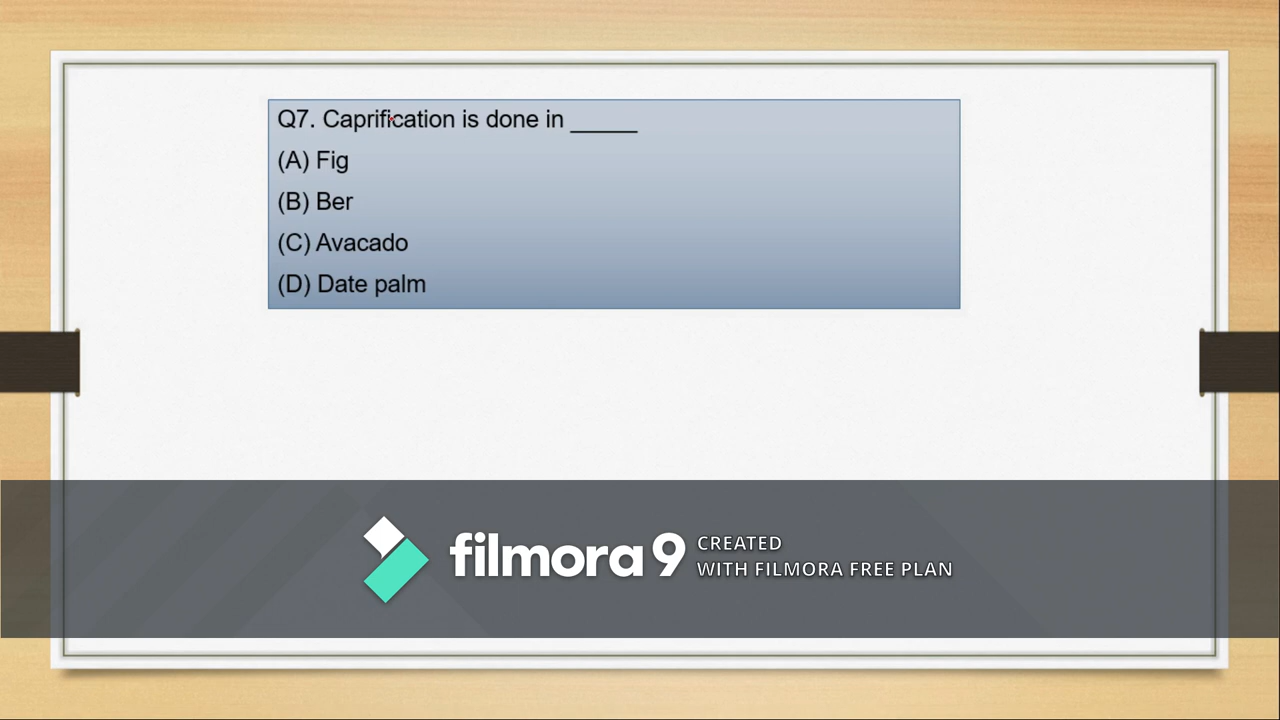 Q7. Caprification is done in _____
(A) Fig
(B) Ber
(C) Avacado
(D) Date palm
filmora 9 CREATED
WITH FILMORA FREE PLAN